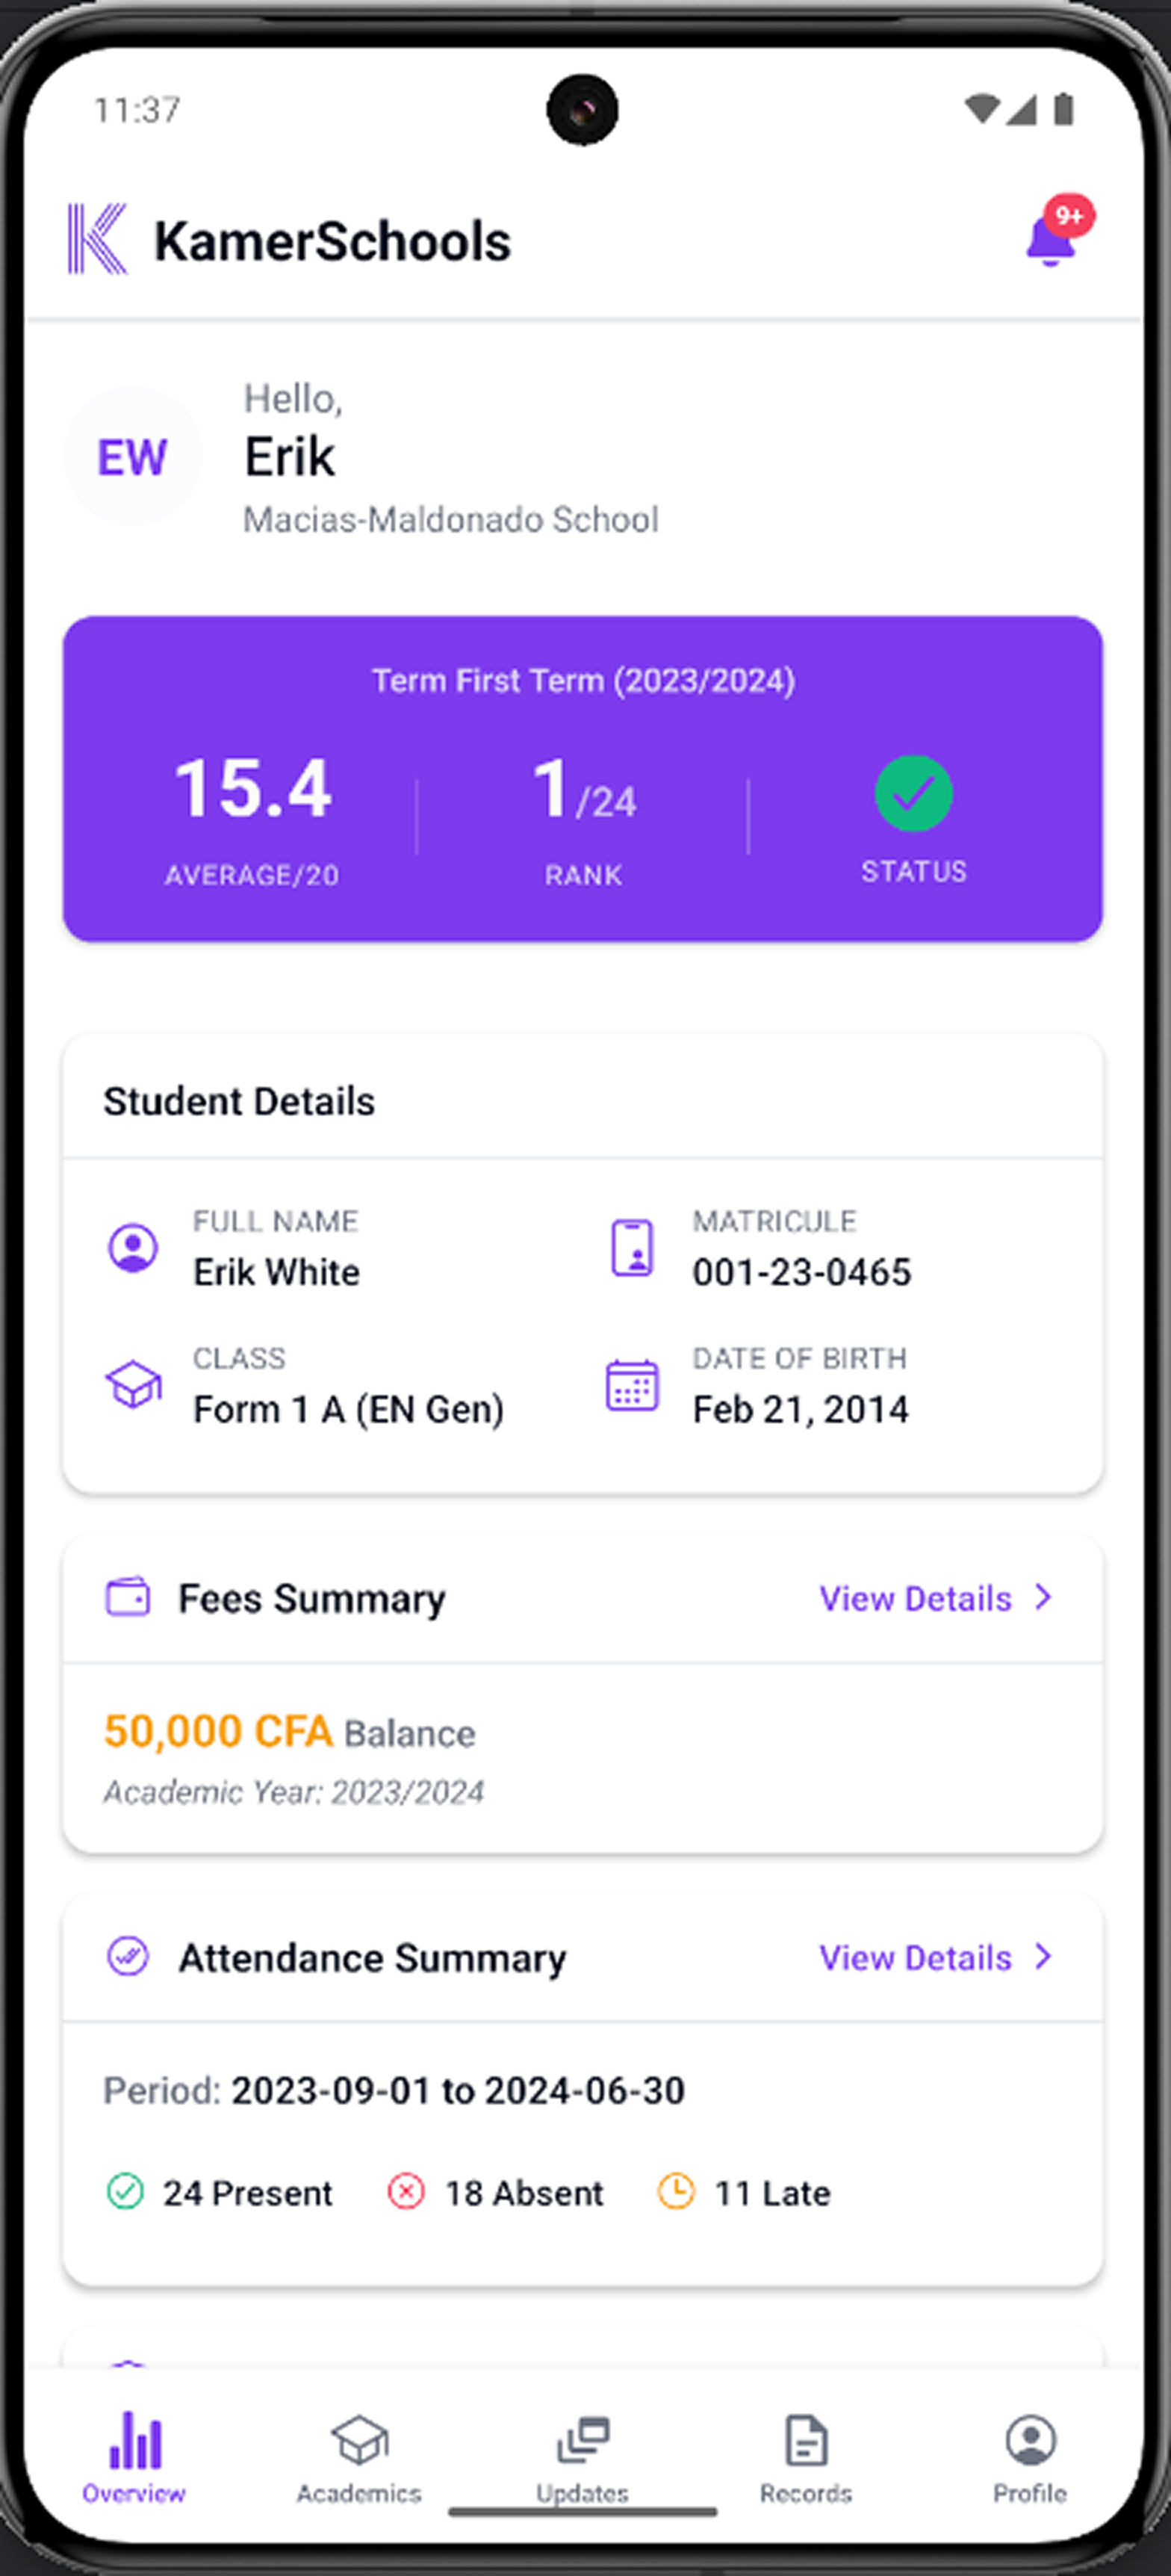 11:37
KamerSchools
9+
EW
Hello,
Erik
Macias-Maldonado School
Term First Term (2023/2024)
15.4
1/24
AVERAGE/20
RANK
STATUS
Student Details
FULL NAME
Erik White
MATRICULE
001-23-0465
CLASS
Form 1 A (EN Gen)
DATE OF BIRTH
Feb 21, 2014
Fees Summary
View Details
50,000 CFA Balance
Academic Year: 2023/2024
Attendance Summary
View Details
Period: 2023-09-01 to 2024-06-30
24 Present
18 Absent
11 Late
Overview
Academics
Updates
Records
Profile